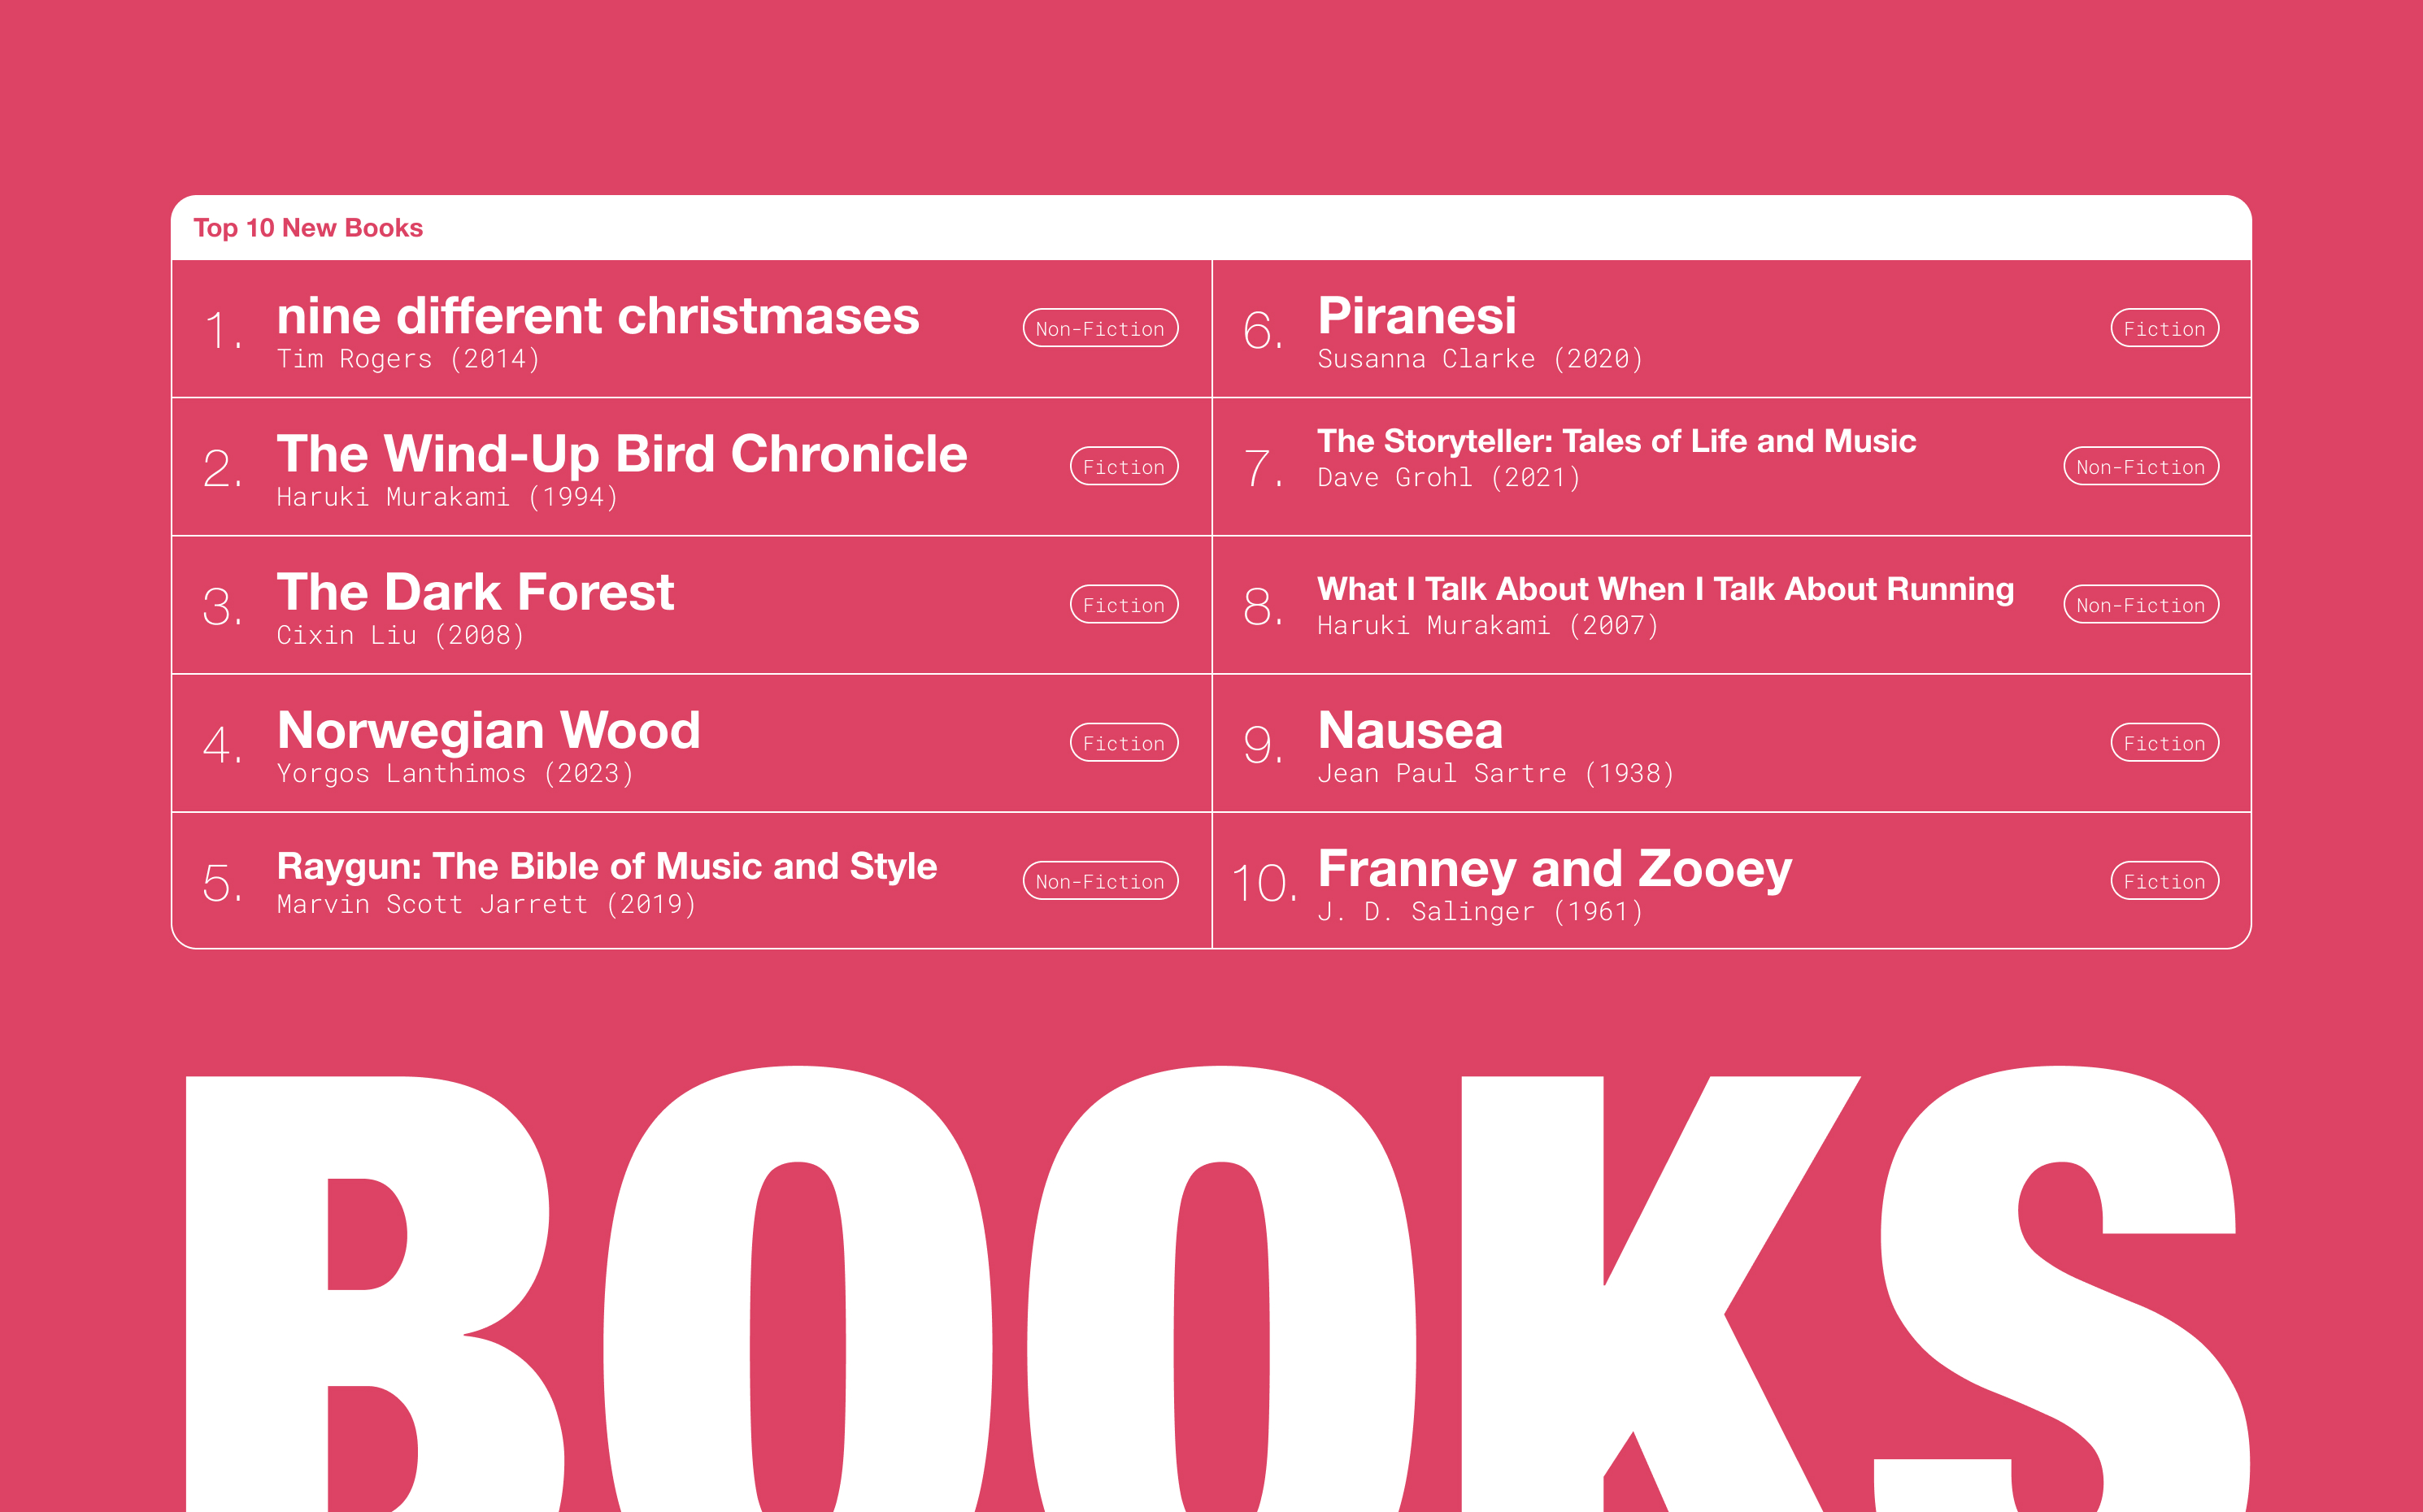 Top 10 New Books
1.
nine different christmases
Tim Rogers (2014)
Non-Fiction
2.
The Wind-Up Bird Chronicle
Haruki Murakami (1994)
Fiction
3.
The Dark Forest
Cixin Liu (2008)
Fiction
4.
Norwegian Wood
Yorgos Lanthimos (2023)
Fiction
5.
Raygun: The Bible of Music and Style
Marvin Scott Jarrett (2019)
Non-Fiction
6.
Piranesi
Susanna Clarke (2020)
Fiction
7.
The Storyteller: Tales of Life and Music
Dave Grohl (2021)
Non-Fiction
8.
What I Talk About When I Talk About Running
Haruki Murakami (2007)
Non-Fiction
9.
Nausea
Jean Paul Sartre (1938)
Fiction
10.
Franney and Zooey
J. D. Salinger (1961)
Fiction
BOOKS